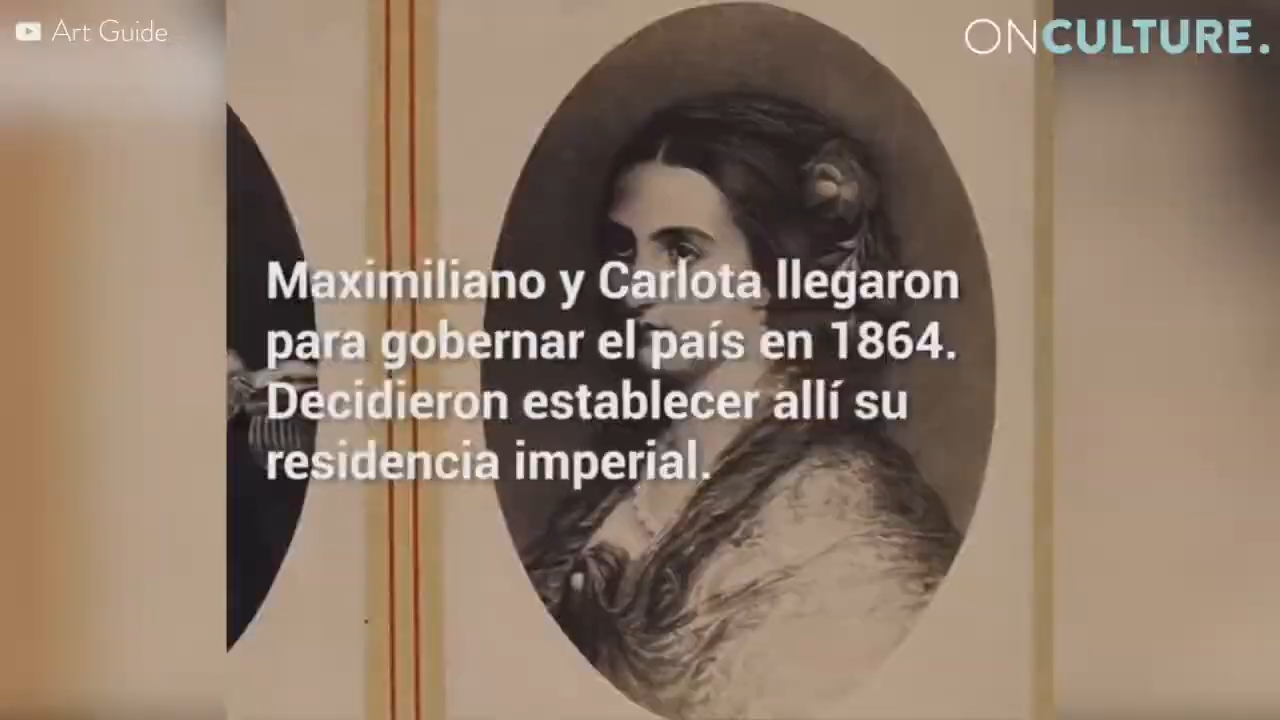 Art Guide
ONCULTURE.
Maximiliano y Carlota llegaron
para gobernar el país en 1864.
Decidieron establecer allí su
residencia imperial.